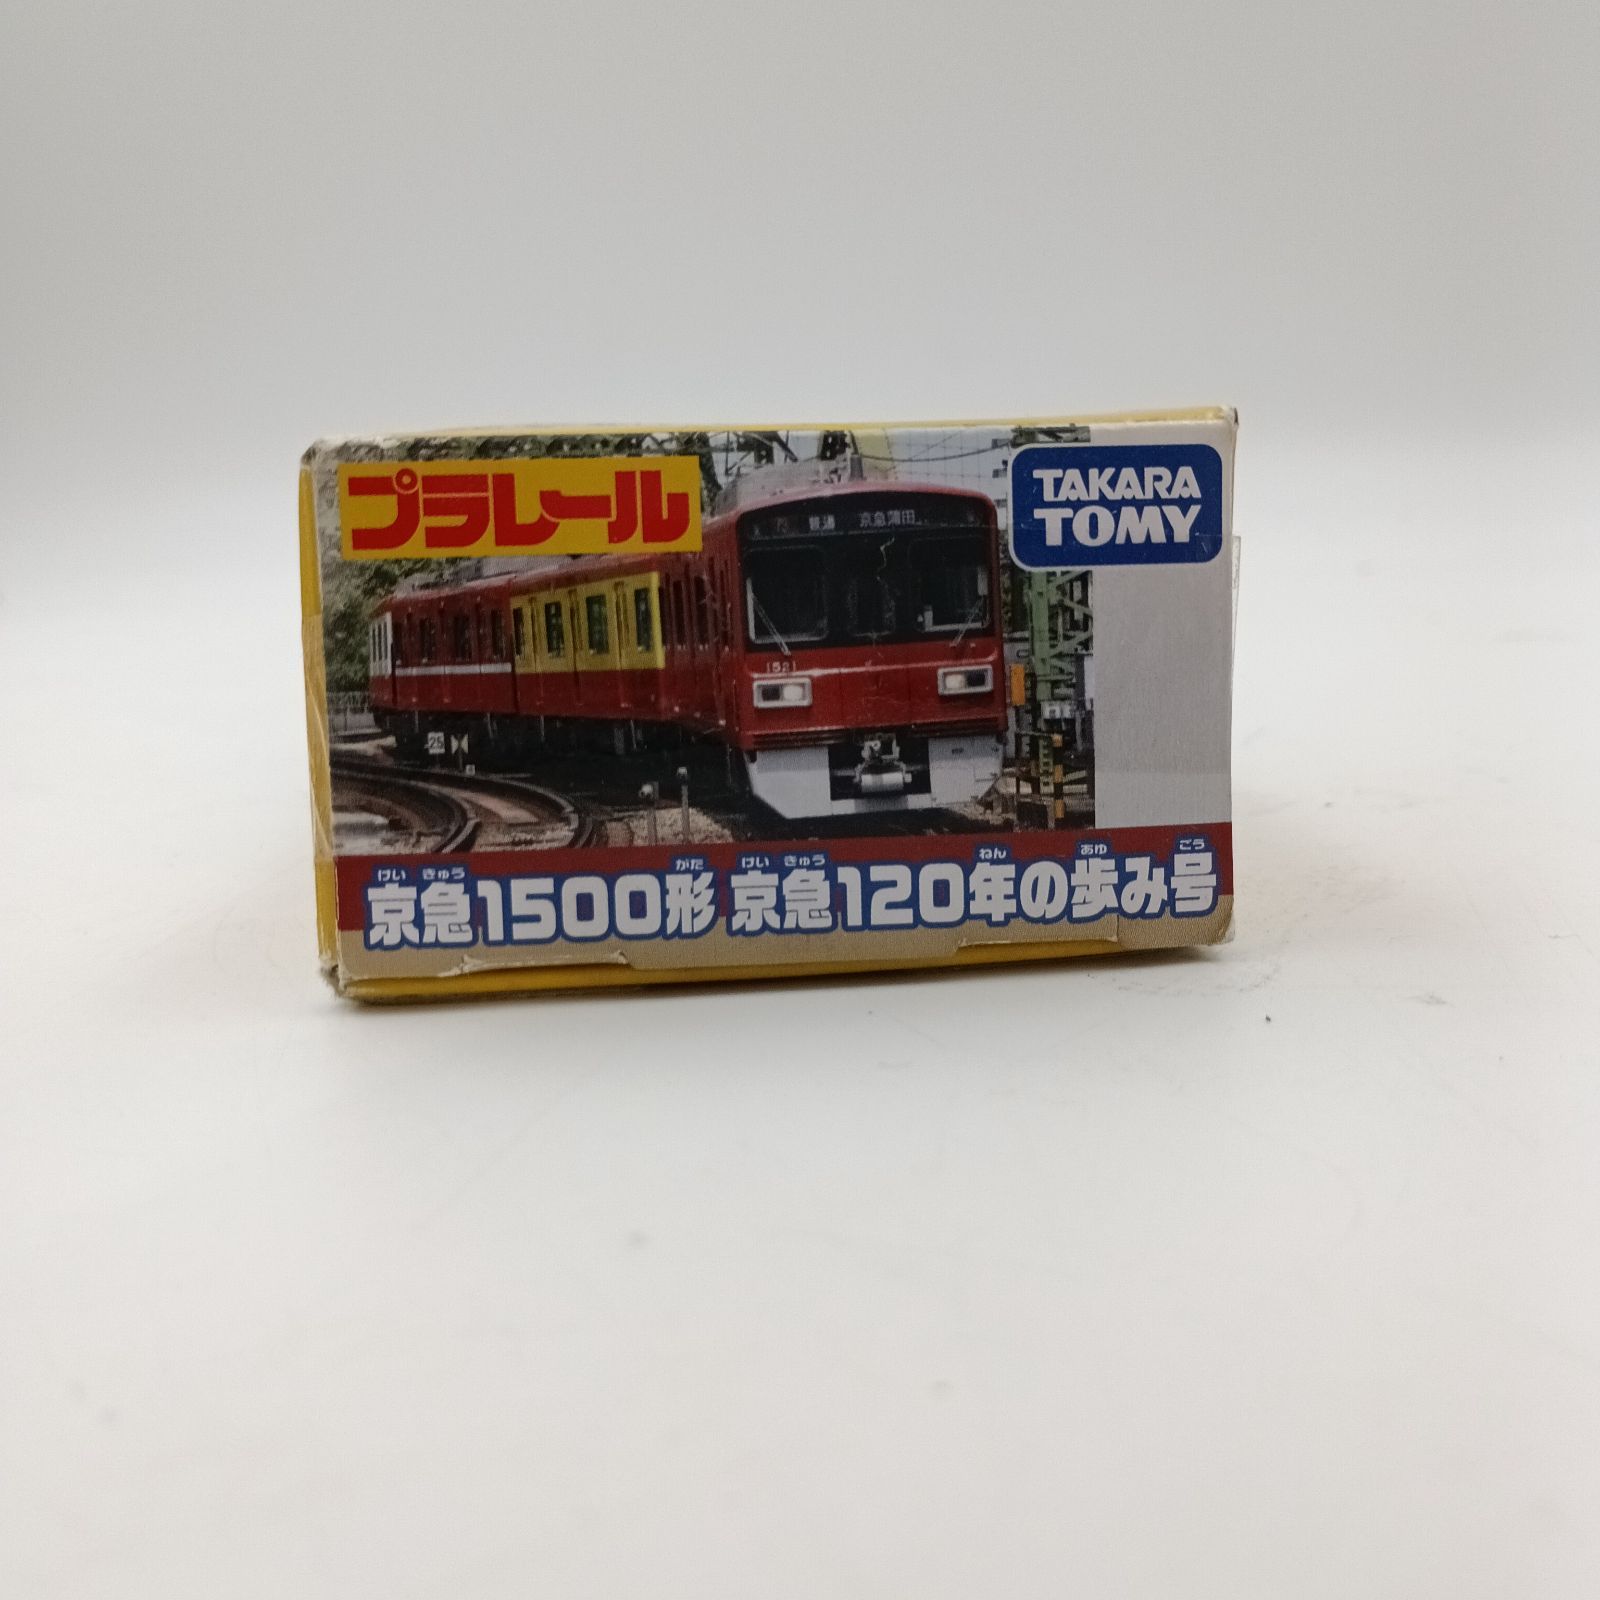 プラレール
TAKARA
TOMY
普通 京急蒲田
1521
25
けい きゅう がた けい きゅう ねん あゆ ごう
京急1500形 京急120年の歩み号